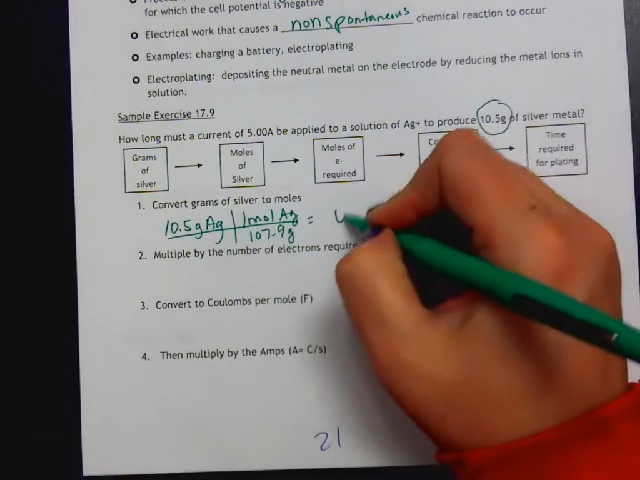 for which the cell potential is negative
Electrical work that causes a nonspontaneous chemical reaction to occur
Examples: charging a battery, electroplating
Electroplating: depositing the neutral metal on the electrode by reducing the metal ions in
solution.
Sample Exercise 17.9
How long must a current of 5.00A be applied to a solution of Ag+ to produce 10.5g of silver metal?
Grams
of
silver
Moles
of
Silver
Moles of
e-
required
Time
required
for plating
1. Convert grams of silver to moles
10.5g Ag | 1mol Ag =
107.9g
2. Multiple by the number of electrons
3. Convert to Coulombs per mole (F)
4. Then multiply by the Amps (A= C/s)
21